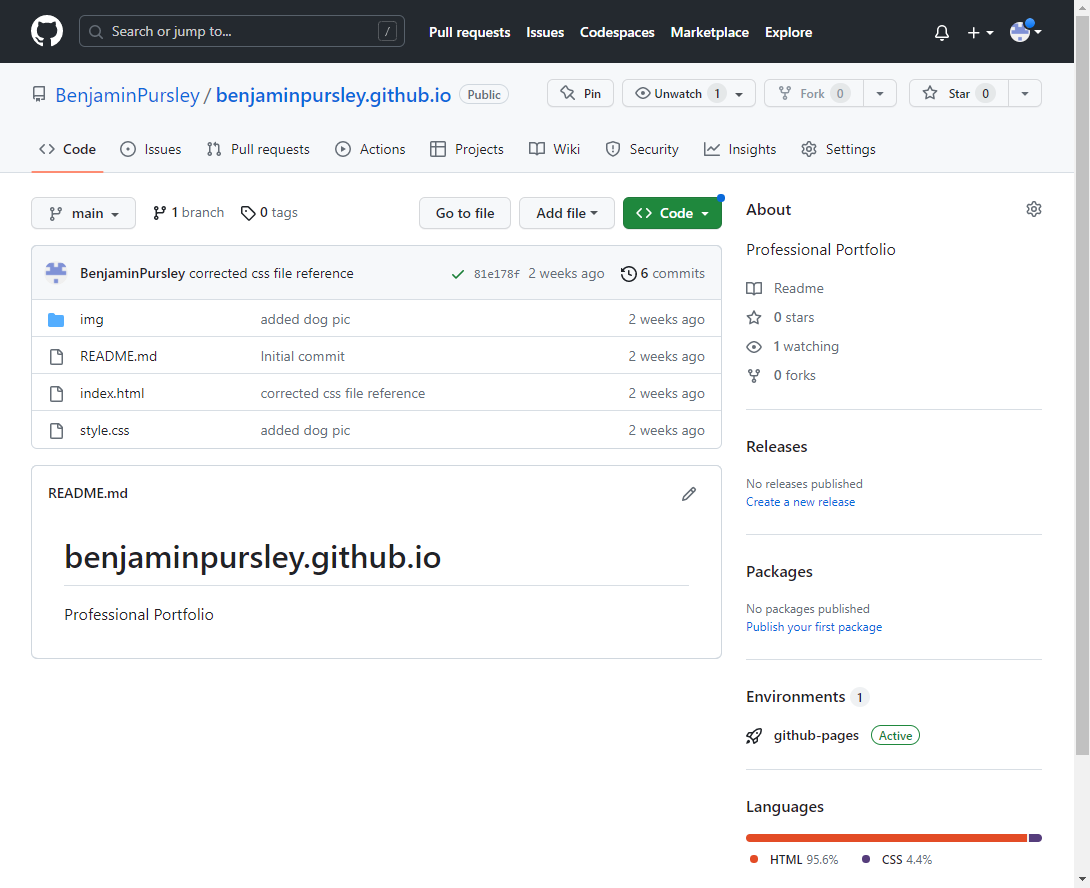 Search or jump to... /
Pull requests Issues Codespaces Marketplace Explore
BenjaminPursley / benjaminpursley.github.io Public
Pin Unwatch 1 Fork 0 Star 0
Code Issues Pull requests Actions Projects Wiki Security Insights Settings
main 1 branch 0 tags Go to file Add file Code
BenjaminPursley corrected css file reference 81e178f 2 weeks ago 6 commits
img added dog pic 2 weeks ago
README.md Initial commit 2 weeks ago
index.html corrected css file reference 2 weeks ago
style.css added dog pic 2 weeks ago
README.md
benjaminpursley.github.io
Professional Portfolio
About
Professional Portfolio
Readme
0 stars
1 watching
0 forks
Releases
No releases published
Create a new release
Packages
No packages published
Publish your first package
Environments 1
github-pages Active
Languages
HTML 95.6% CSS 4.4%